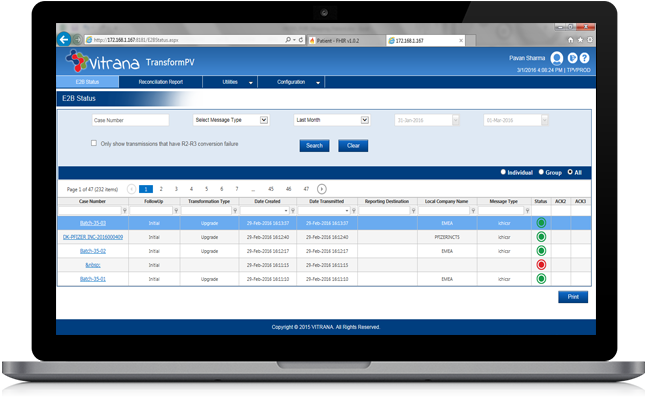 http://172.168.1.167:8181/E2BStatus.aspx
Patient - FHIR v1.0.2
172.168.1.167
Vitrana TransformPV
Pavan Sharma
3/1/2016 4:08:24 PM | TPVPROD
E2B Status Reconciliation Report Utilities Configuration
E2B Status
Case Number Select Message Type Last Month 01-Jan-2016 01-Mar-2016
Only show transmissions that have R2-R3 conversion failure Search Clear
Individual Group All
Page 1 of 47 (232 items) 1 2 3 4 5 6 7 ... 45 46 47
Case Number FollowUp Transformation Type Date Created Date Transmitted Reporting Destination Local Company Name Message Type Status ACK2 ACK3
Batch-35-03 Initial Upgrade 29-Feb-2016 16:13:07 29-Feb-2016 16:13:07 EMEA ichicsr
DK-PFIZER INC-2016000409 Initial Upgrade 29-Feb-2016 16:12:40 29-Feb-2016 16:12:40 PFIZERINCTS ichicsr
Batch-35-02 Initial Upgrade 29-Feb-2016 16:12:17 29-Feb-2016 16:12:17 EMEA ichicsr
Initial 29-Feb-2016 16:11:15 29-Feb-2016 16:11:15 ichicsr
Batch-35-01 Initial Upgrade 29-Feb-2016 16:11:10 29-Feb-2016 16:11:10 EMEA ichicsr
Print
Copyright © 2015 VITRANA. All Rights Reserved.